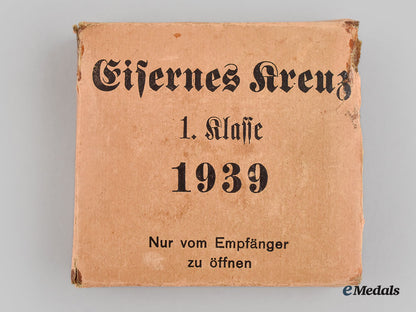 Eiſernes Kreuz
1. Klaſſe
1939
Nur vom Empfänger
zu öffnen
eMedals